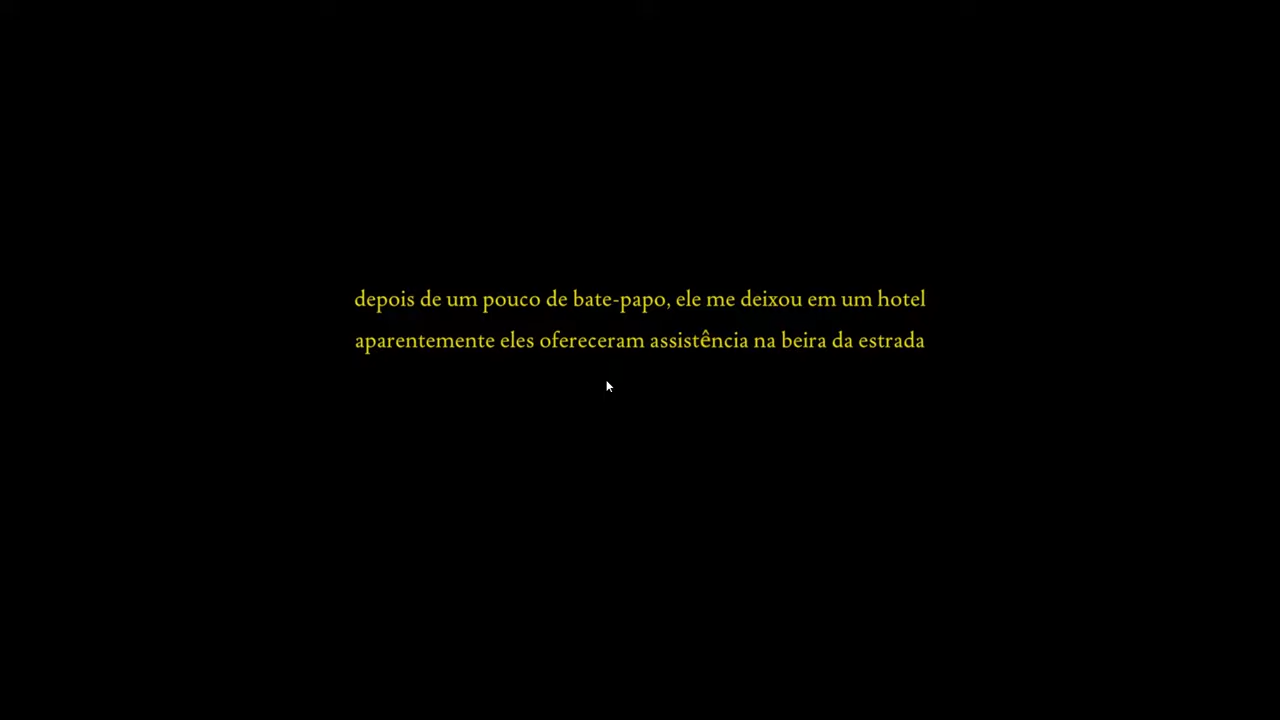 depois de um pouco de bate-papo, ele me deixou em um hotel
aparentemente eles ofereceram assistência na beira da estrada